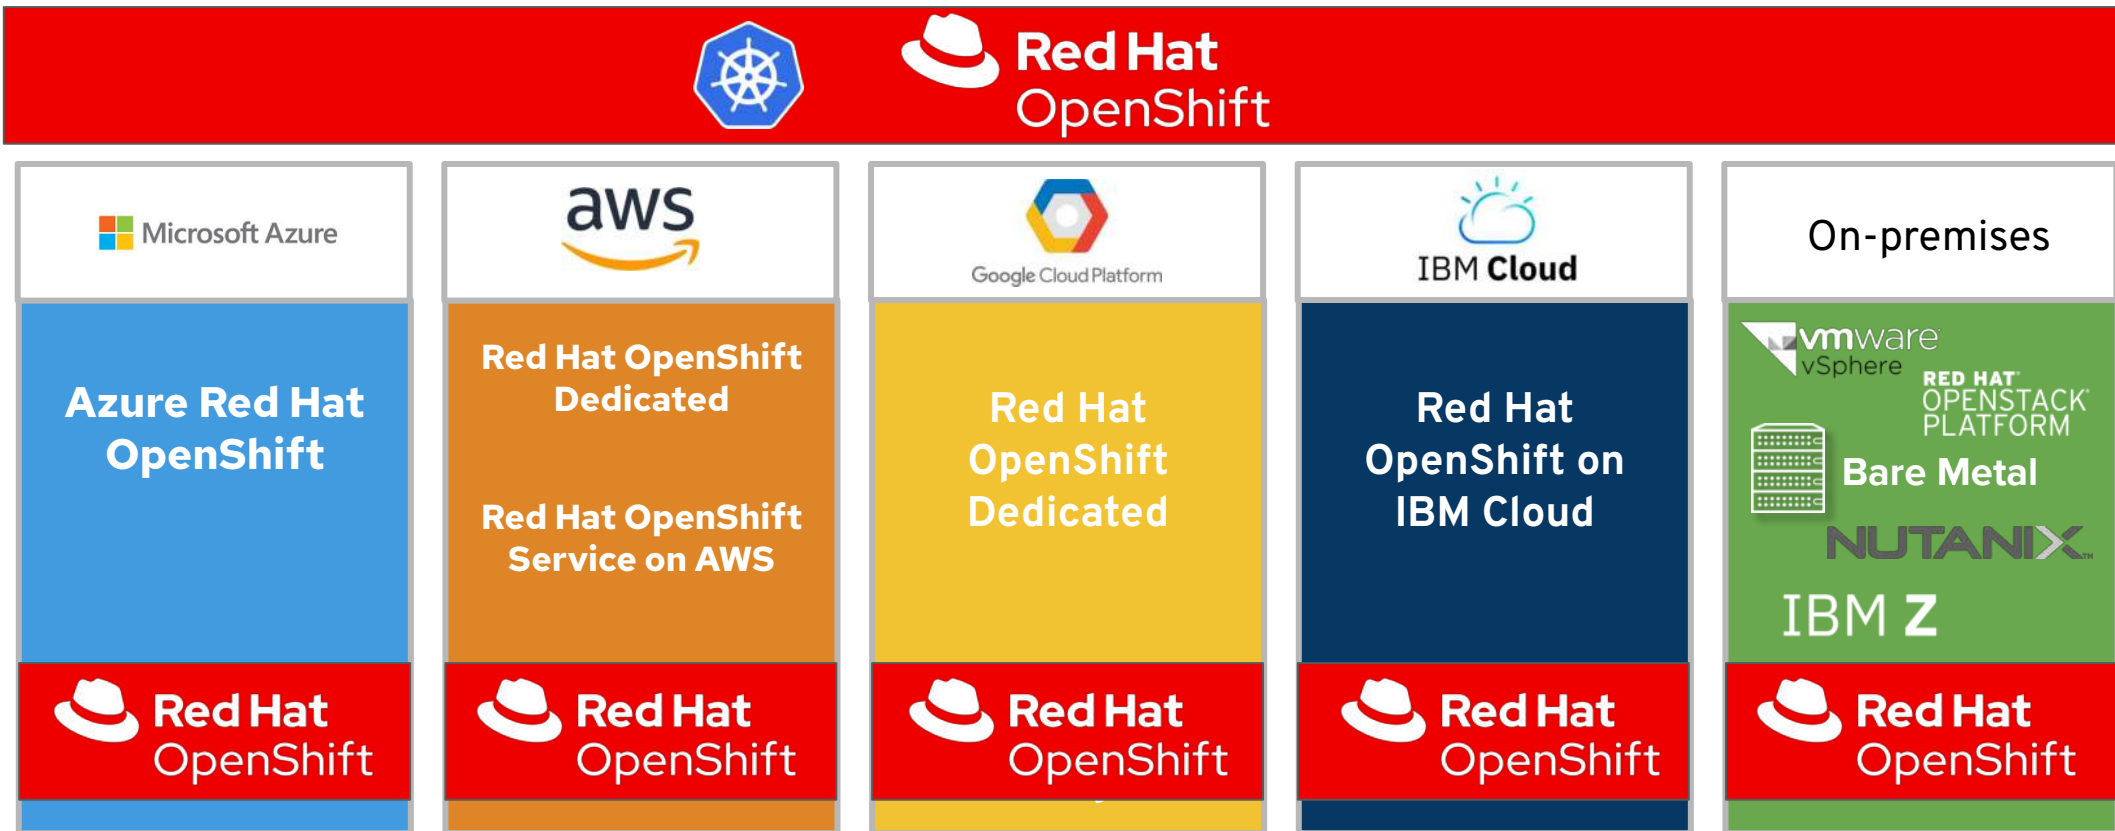 Red Hat
OpenShift
Microsoft Azure
Azure Red Hat
OpenShift
Red Hat
OpenShift
aws
Red Hat OpenShift
Dedicated
Red Hat OpenShift
Service on AWS
Red Hat
OpenShift
Google Cloud Platform
Red Hat
OpenShift
Dedicated
Red Hat
OpenShift
IBM Cloud
Red Hat
OpenShift on
IBM Cloud
Red Hat
OpenShift
On-premises
vmware
vSphere
RED HAT
OPENSTACK
PLATFORM
Bare Metal
NUTANIX™
IBM Z
Red Hat
OpenShift